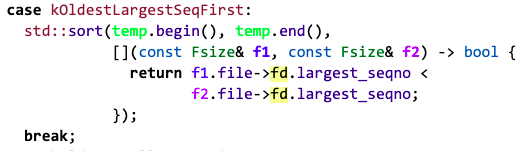 case kOldestLargestSeqFirst:
std::sort(temp.begin(), temp.end(),
[](const Fsize& f1, const Fsize& f2) -> bool {
return f1.file->fd.largest_seqno <
f2.file->fd.largest_seqno;
});
break;